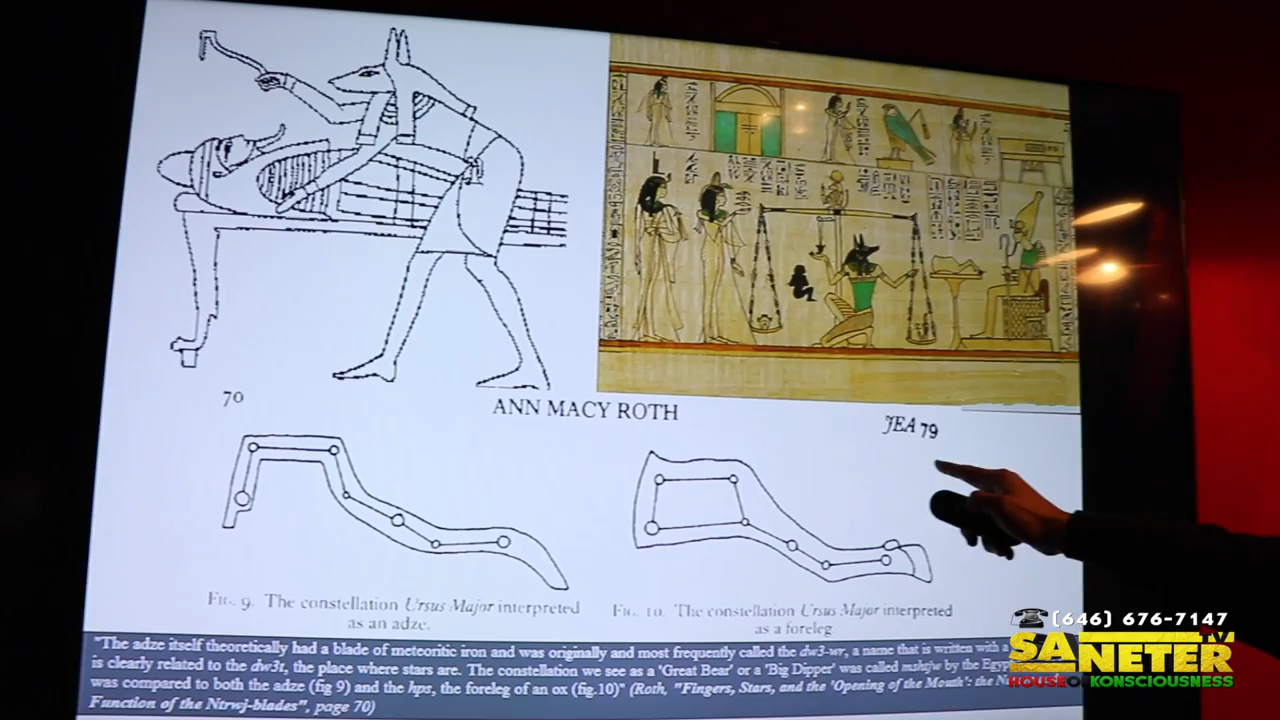 70
ANN MACY ROTH
JEA 79
FIG. 9. The constellation Ursus Major interpreted
as an adze.
FIG. 10. The constellation Ursus Major interpreted
as a foreleg
"The adze itself theoretically had a blade of meteoritic iron and was originally and most frequently called the dw3-wr, a name that is written with a
is clearly related to the dw3t, the place where stars are. The constellation we see as a 'Great Bear' or a 'Big Dipper' was called mshtjw by the Egyp
was compared to both the adze (fig 9) and the hps, the foreleg of an ox (fig.10)" (Roth, "Fingers, Stars, and the 'Opening of the Mouth': the
Function of the Ntrwj-blades", page 70)
(646) 676-7147
SANETER TV
HOUSE OF KONSCIOUSNESS